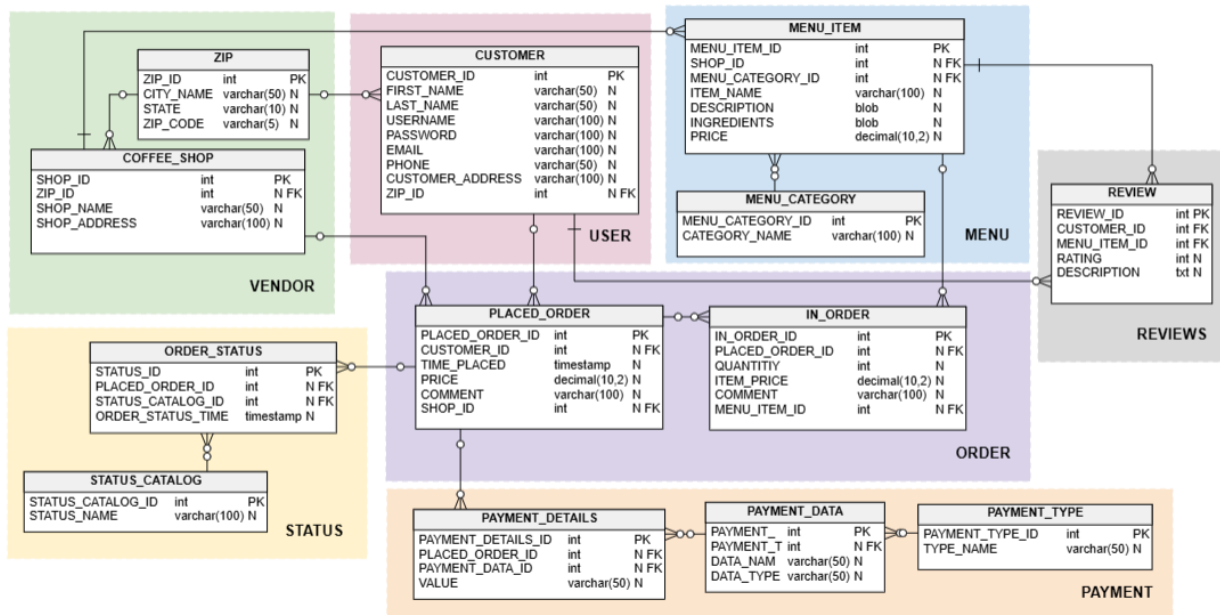 ZIP
ZIP_ID int PK
CITY_NAME varchar(50) N
STATE varchar(10) N
ZIP_CODE varchar(5) N
COFFEE_SHOP
SHOP_ID int PK
ZIP_ID int N FK
SHOP_NAME varchar(50) N
SHOP_ADDRESS varchar(100) N
VENDOR
CUSTOMER
CUSTOMER_ID int PK
FIRST_NAME varchar(50) N
LAST_NAME varchar(50) N
USERNAME varchar(100) N
PASSWORD varchar(100) N
EMAIL varchar(100) N
PHONE varchar(50) N
CUSTOMER_ADDRESS varchar(100) N
ZIP_ID int N FK
USER
MENU_ITEM
MENU_ITEM_ID int PK
SHOP_ID int N FK
MENU_CATEGORY_ID int N FK
ITEM_NAME varchar(100) N
DESCRIPTION blob N
INGREDIENTS blob N
PRICE decimal(10,2) N
MENU_CATEGORY
MENU_CATEGORY_ID int PK
CATEGORY_NAME varchar(100) N
MENU
REVIEW
REVIEW_ID int PK
CUSTOMER_ID int FK
MENU_ITEM_ID int FK
RATING int N
DESCRIPTION txt N
REVIEWS
PLACED_ORDER
PLACED_ORDER_ID int PK
CUSTOMER_ID int N FK
TIME_PLACED timestamp N
PRICE decimal(10,2) N
COMMENT varchar(100) N
SHOP_ID int N FK
IN_ORDER
IN_ORDER_ID int PK
PLACED_ORDER_ID int N FK
QUANTITIY int N
ITEM_PRICE decimal(10,2) N
COMMENT varchar(100) N
MENU_ITEM_ID int N FK
ORDER
ORDER_STATUS
STATUS_ID int PK
PLACED_ORDER_ID int N FK
STATUS_CATALOG_ID int N FK
ORDER_STATUS_TIME timestamp N
STATUS_CATALOG
STATUS_CATALOG_ID int PK
STATUS_NAME varchar(100) N
STATUS
PAYMENT_DETAILS
PAYMENT_DETAILS_ID int PK
PLACED_ORDER_ID int N FK
PAYMENT_DATA_ID int N FK
VALUE varchar(50) N
PAYMENT_DATA
PAYMENT_ int PK
PAYMENT_T int N FK
DATA_NAM varchar(50) N
DATA_TYPE varchar(50) N
PAYMENT_TYPE
PAYMENT_TYPE_ID int PK
TYPE_NAME varchar(50) N
PAYMENT